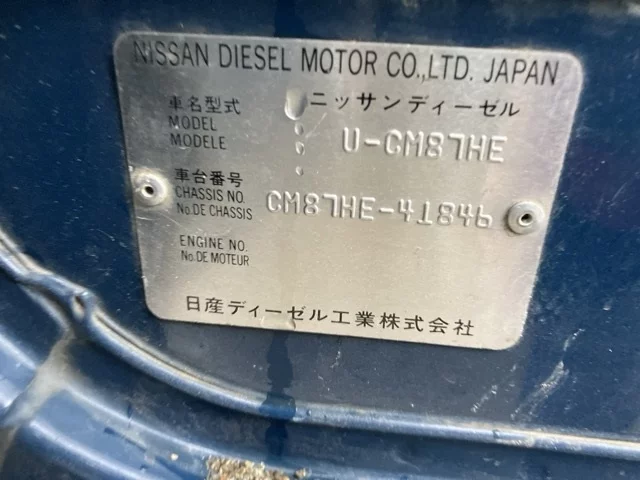 NISSAN DIESEL MOTOR CO.,LTD. JAPAN
車名型式 ニッサンディーゼル
MODEL
MODELE U-CM87HE
車台番号
CHASSIS NO. CM87HE-41846
No.DE CHASSIS
ENGINE NO.
No.DE MOTEUR
日産ディーゼル工業株式会社